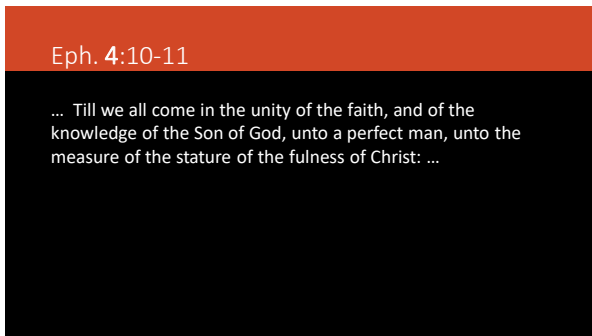 Eph. 4:10-11
… Till we all come in the unity of the faith, and of the
knowledge of the Son of God, unto a perfect man, unto the
measure of the stature of the fulness of Christ: …